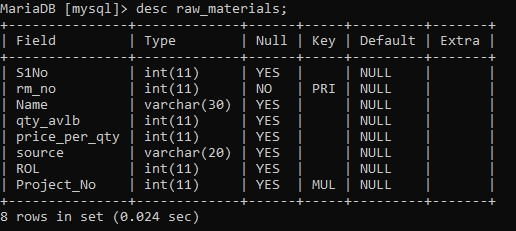 MariaDB [mysql]> desc raw_materials;
+---------------+-------------+------+-----+---------+-------+
| Field         | Type        | Null | Key | Default | Extra |
+---------------+-------------+------+-----+---------+-------+
| S1No          | int(11)     | YES  |     | NULL    |       |
| rm_no         | int(11)     | NO   | PRI | NULL    |       |
| Name          | varchar(30) | YES  |     | NULL    |       |
| qty_avlb      | int(11)     | YES  |     | NULL    |       |
| price_per_qty | int(11)     | YES  |     | NULL    |       |
| source        | varchar(20) | YES  |     | NULL    |       |
| ROL           | int(11)     | YES  |     | NULL    |       |
| Project_No    | int(11)     | YES  | MUL | NULL    |       |
+---------------+-------------+------+-----+---------+-------+
8 rows in set (0.024 sec)